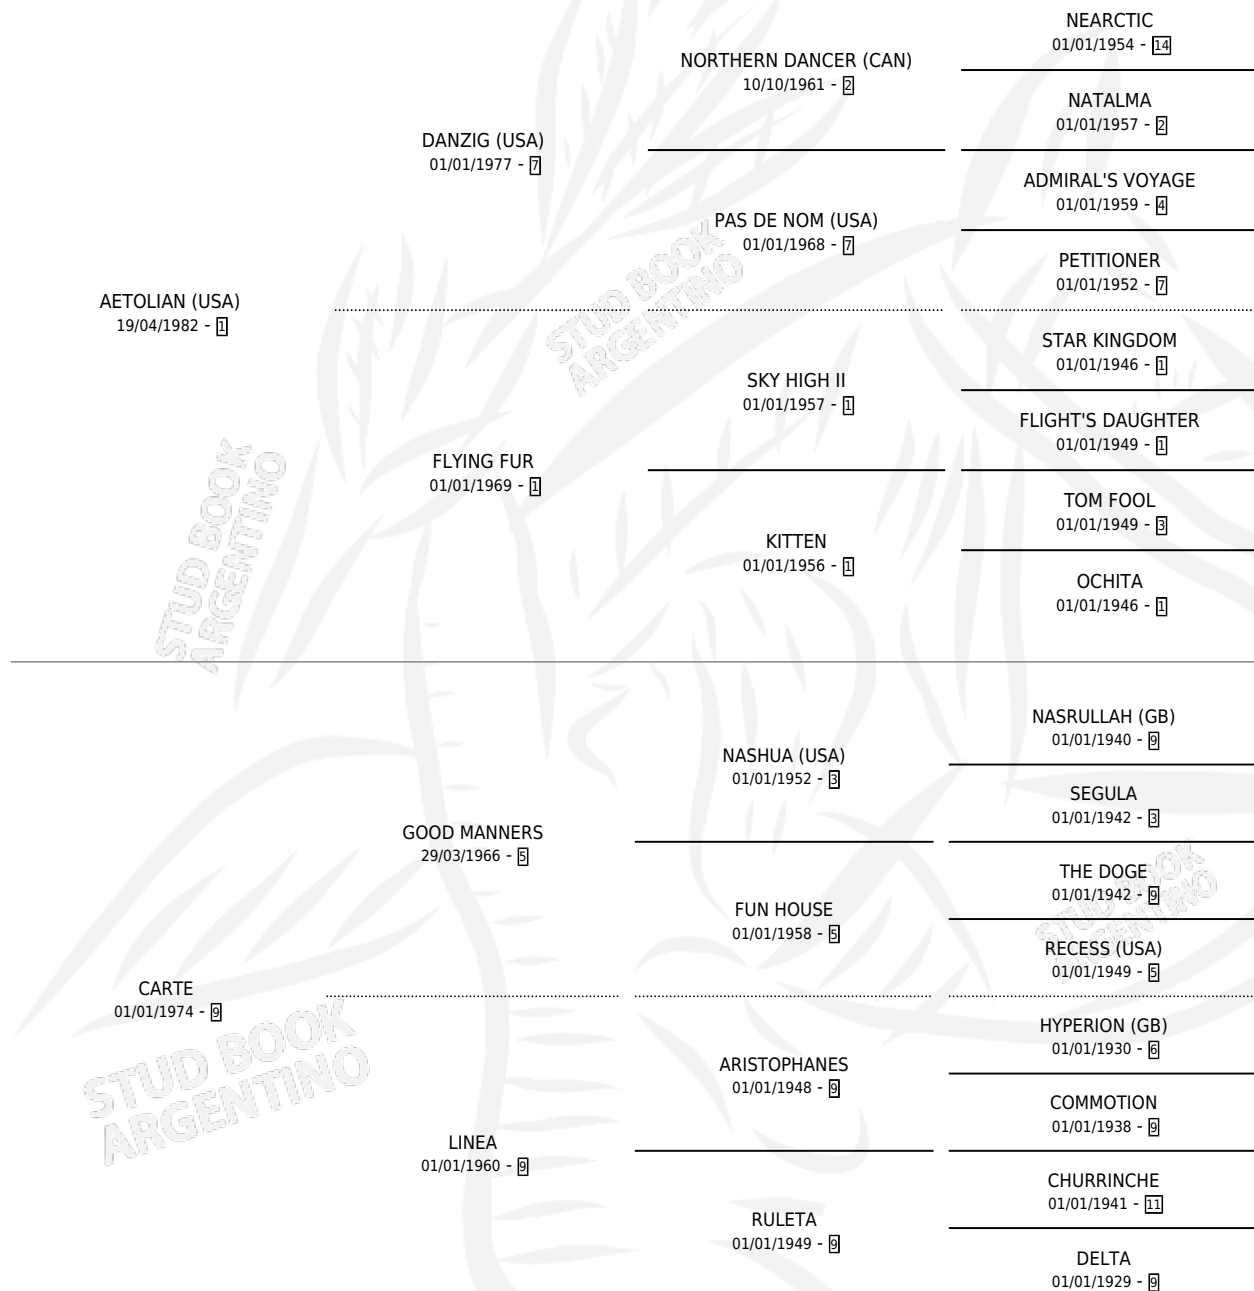 NEARCTIC
01/01/1954 - 14
NORTHERN DANCER (CAN)
10/10/1961 - 2
NATALMA
01/01/1957 - 2
DANZIG (USA)
01/01/1977 - 7
ADMIRAL'S VOYAGE
01/01/1959 - 4
PAS DE NOM (USA)
01/01/1968 - 7
PETITIONER
01/01/1952 - 7
AETOLIAN (USA)
19/04/1982 - 1
STUD BOOK
ARGENTINO
STAR KINGDOM
01/01/1946 - 1
SKY HIGH II
01/01/1957 - 1
FLIGHT'S DAUGHTER
01/01/1949 - 1
FLYING FUR
01/01/1969 - 1
TOM FOOL
01/01/1949 - 3
KITTEN
01/01/1956 - 1
OCHITA
01/01/1946 - 1
STUD BOOK
ARGENTINO
NASRULLAH (GB)
01/01/1940 - 9
NASHUA (USA)
01/01/1952 - 3
SEGULA
01/01/1942 - 3
GOOD MANNERS
29/03/1966 - 5
THE DOGE
01/01/1942 - 9
FUN HOUSE
01/01/1958 - 5
STUD BOOK
ARGENTINO
RECESS (USA)
01/01/1949 - 5
CARTE
01/01/1974 - 9
HYPERION (GB)
01/01/1930 - 6
ARISTOPHANES
01/01/1948 - 9
STUD BOOK
ARGENTINO
COMMOTION
01/01/1938 - 9
LINEA
01/01/1960 - 9
CHURRINCHE
01/01/1941 - 11
RULETA
01/01/1949 - 9
DELTA
01/01/1929 - 9